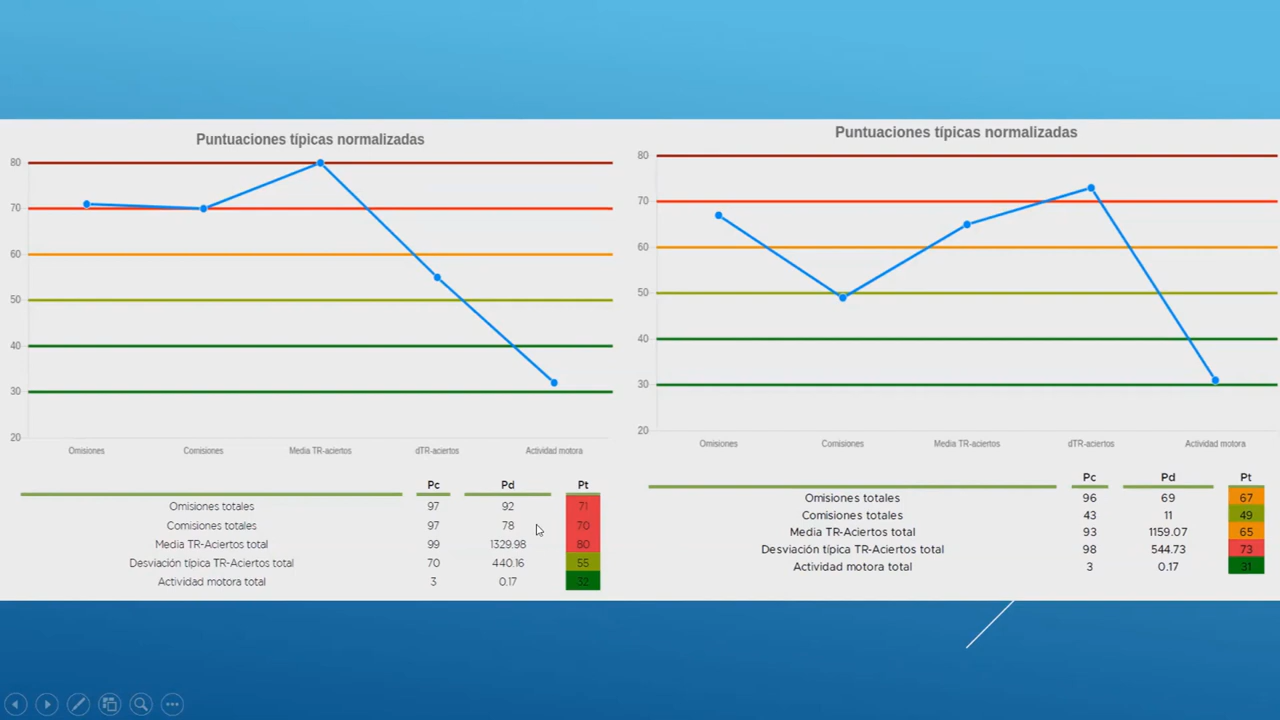 Puntuaciones típicas normalizadas
80
70
60
50
40
30
20
Omisiones Comisiones Media TR-aciertos dTR-aciertos Actividad motora
Pc Pd Pt
Omisiones totales 97 92 71
Comisiones totales 97 78 70
Media TR-Aciertos total 99 1329.98 80
Desviación típica TR-Aciertos total 70 440.16 55
Actividad motora total 3 0.17 32
Puntuaciones típicas normalizadas
80
70
60
50
40
30
20
Omisiones Comisiones Media TR-aciertos dTR-aciertos Actividad motora
Pc Pd Pt
Omisiones totales 96 69 67
Comisiones totales 43 11 49
Media TR-Aciertos total 93 1159.07 65
Desviación típica TR-Aciertos total 98 544.73 73
Actividad motora total 3 0.17 31